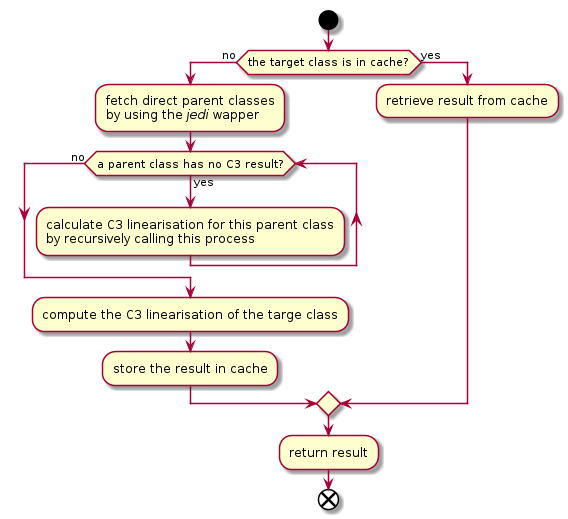 no
the target class is in cache?
yes
fetch direct parent classes
by using the jedi wapper
retrieve result from cache
no
a parent class has no C3 result?
yes
calculate C3 linearisation for this parent class
by recursively calling this process
compute the C3 linearisation of the targe class
store the result in cache
return result